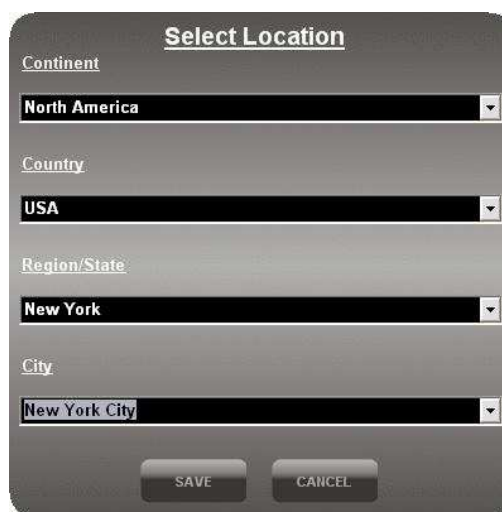 Select Location
Continent
North America
Country
USA
Region/State
New York
City
New York City
SAVE CANCEL